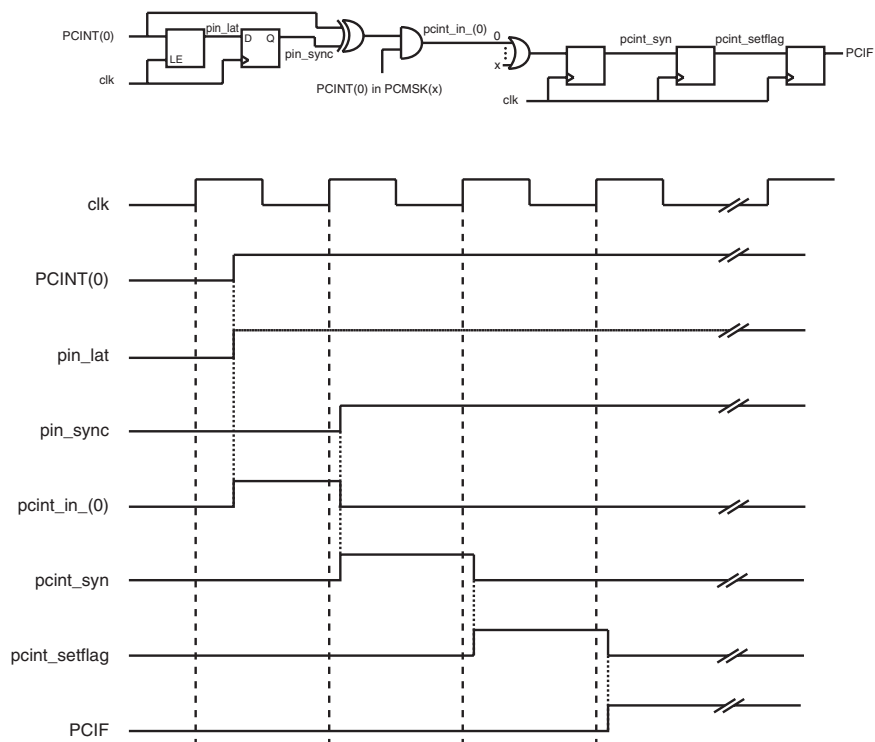 PCINT(0)
pin_lat
LE
D Q
pin_sync
clk
pcint_in_(0)
PCINT(0) in PCMSK(x)
0
x
clk
pcint_syn
pcint_setflag
PCIF
clk
PCINT(0)
pin_lat
pin_sync
pcint_in_(0)
pcint_syn
pcint_setflag
PCIF